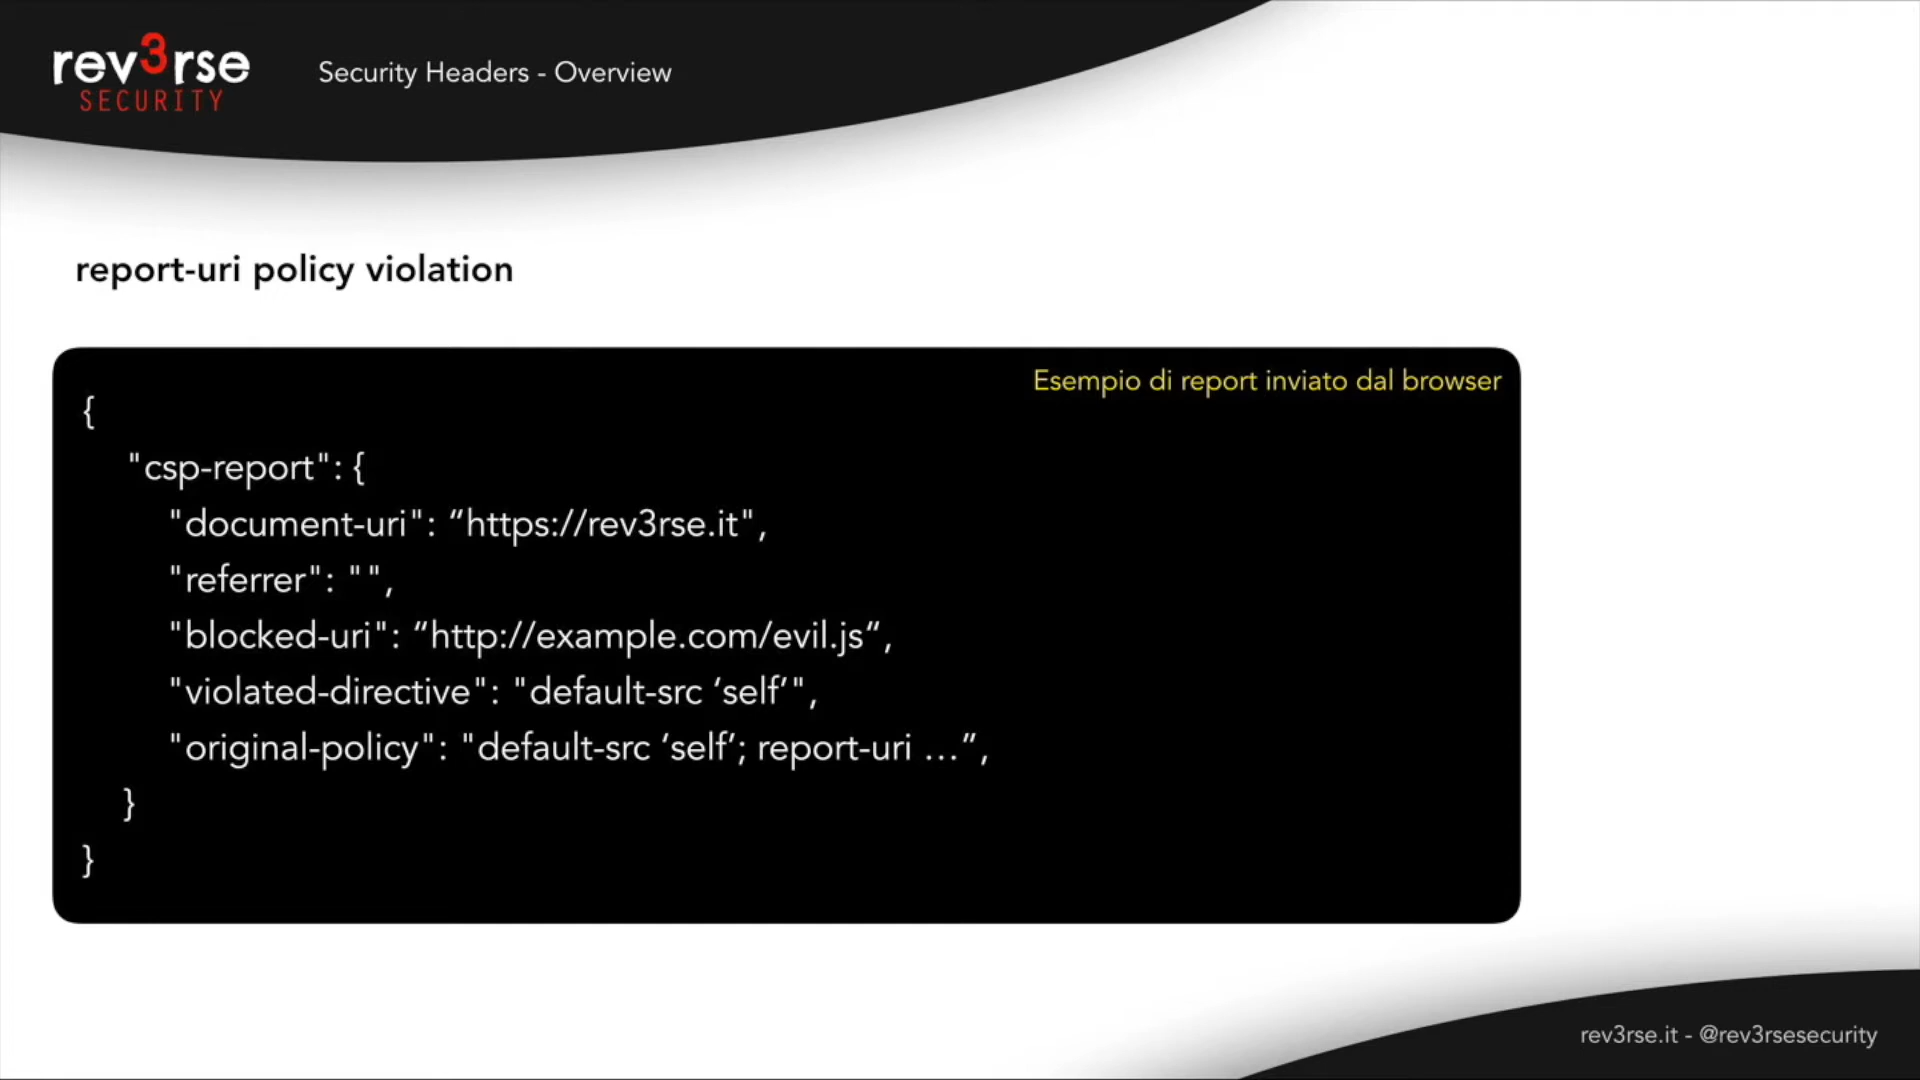 rev3rse
SECURITY
Security Headers - Overview
report-uri policy violation
Esempio di report inviato dal browser
{
"csp-report": {
"document-uri": “https://rev3rse.it",
"referrer": "",
"blocked-uri": “http://example.com/evil.js“,
"violated-directive": "default-src ‘self’",
"original-policy": "default-src ‘self’; report-uri …”,
}
}
rev3rse.it - @rev3rsesecurity